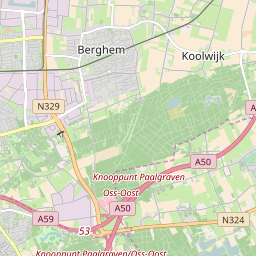 Berghem
Koolwijk
N329
A50
Knooppunt Paalgraven
Oss-Oost
A50
A59
N324
53
Knooppunt Paalgraven/Oss-Oost